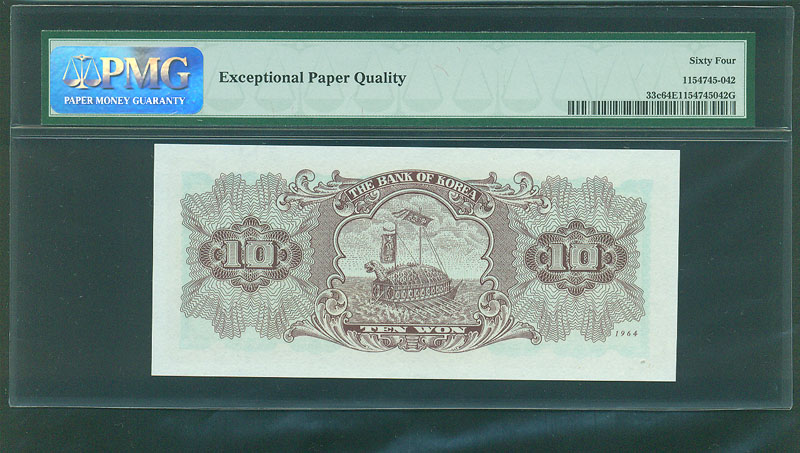 PMG
PAPER MONEY GUARANTY
Exceptional Paper Quality
Sixty Four
1154745-042
33c64E1154745042G
THE BANK OF KOREA
10
10
TEN WON
1964